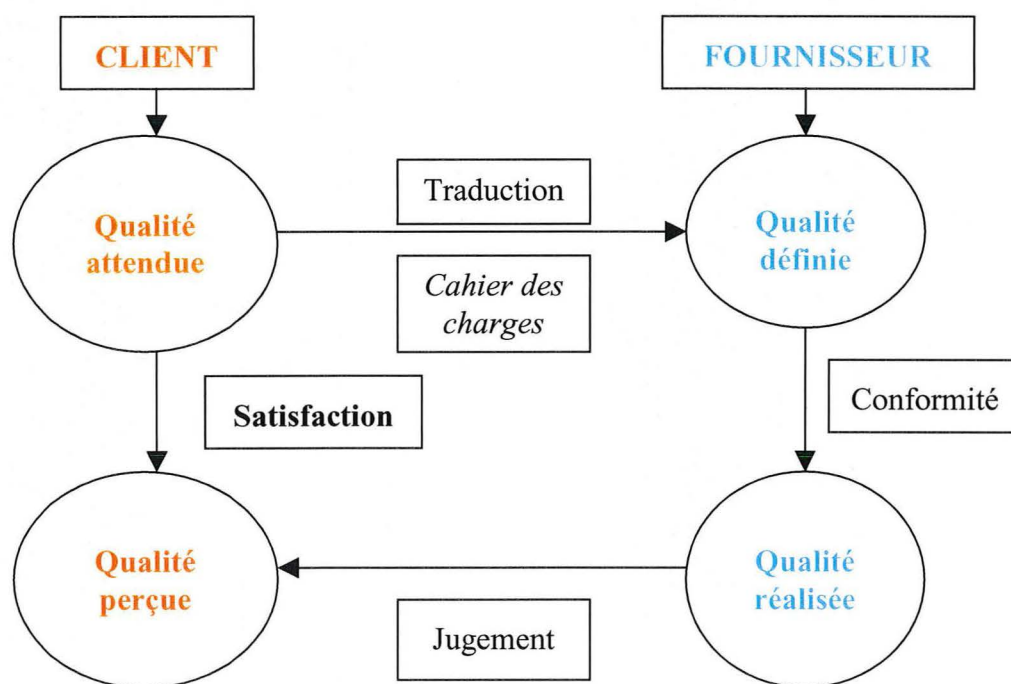 CLIENT
FOURNISSEUR
Traduction
Qualité
attendue
Qualité
définie
Cahier des
charges
Satisfaction
Conformité
Qualité
perçue
Qualité
réalisée
Jugement